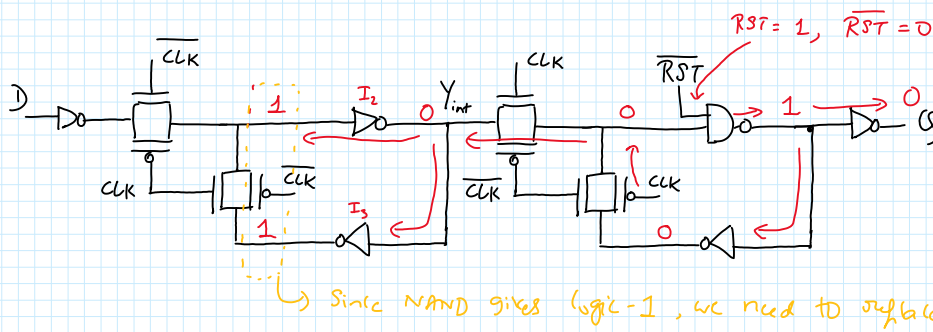 RST = 1, RST = 0
CLK
CLK
RST
D
1
I2
Yint
0
0
1
0
CLK
CLK
CLK
CLK
1
I3
0
Since NAND gives logic-1, we need to